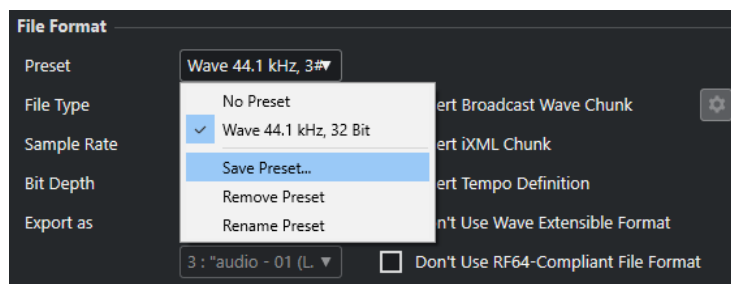 File Format
Preset
Wave 44.1 kHz, 3
File Type
No Preset
ert Broadcast Wave Chunk
Sample Rate
Wave 44.1 kHz, 32 Bit
ert iXML Chunk
Save Preset...
Bit Depth
Remove Preset
ert Tempo Definition
Export as
Rename Preset
n't Use Wave Extensible Format
3 : "audio - 01 (L.
Don't Use RF64-Compliant File Format